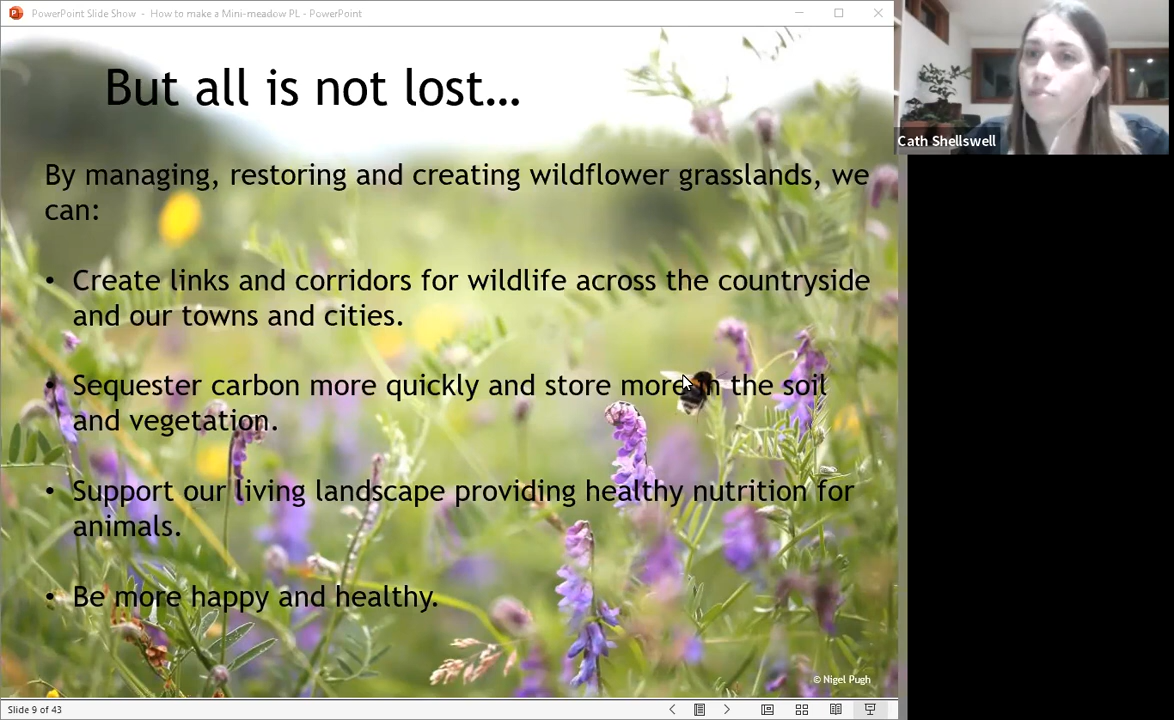 PowerPoint Slide Show - How to make a Mini-meadow PL - PowerPoint
Cath Shellswell
But all is not lost...
By managing, restoring and creating wildflower grasslands, we
can:
• Create links and corridors for wildlife across the countryside
and our towns and cities.
• Sequester carbon more quickly and store more in the soil
and vegetation.
• Support our living landscape providing healthy nutrition for
animals.
• Be more happy and healthy.
© Nigel Pugh
Slide 9 of 43